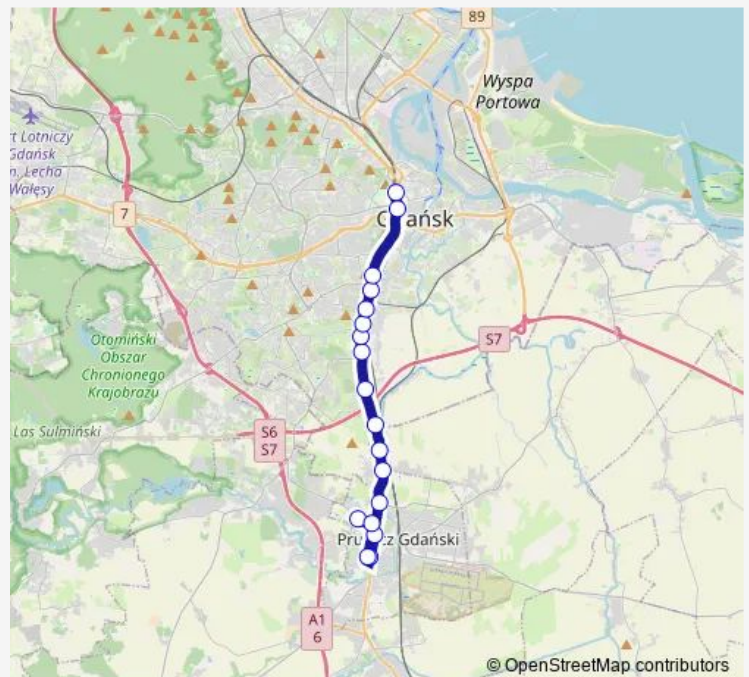 89
Wyspa
Portowa
rt Lotniczy
Gdańsk
n. Lecha
Wałęsy
7
Gdańsk
S7
Otomiński
Obszar
Chronionego
Krajobrazu
Las Sulmiński
S6
S7
Pruszcz Gdański
A1
6
© OpenStreetMap contributors